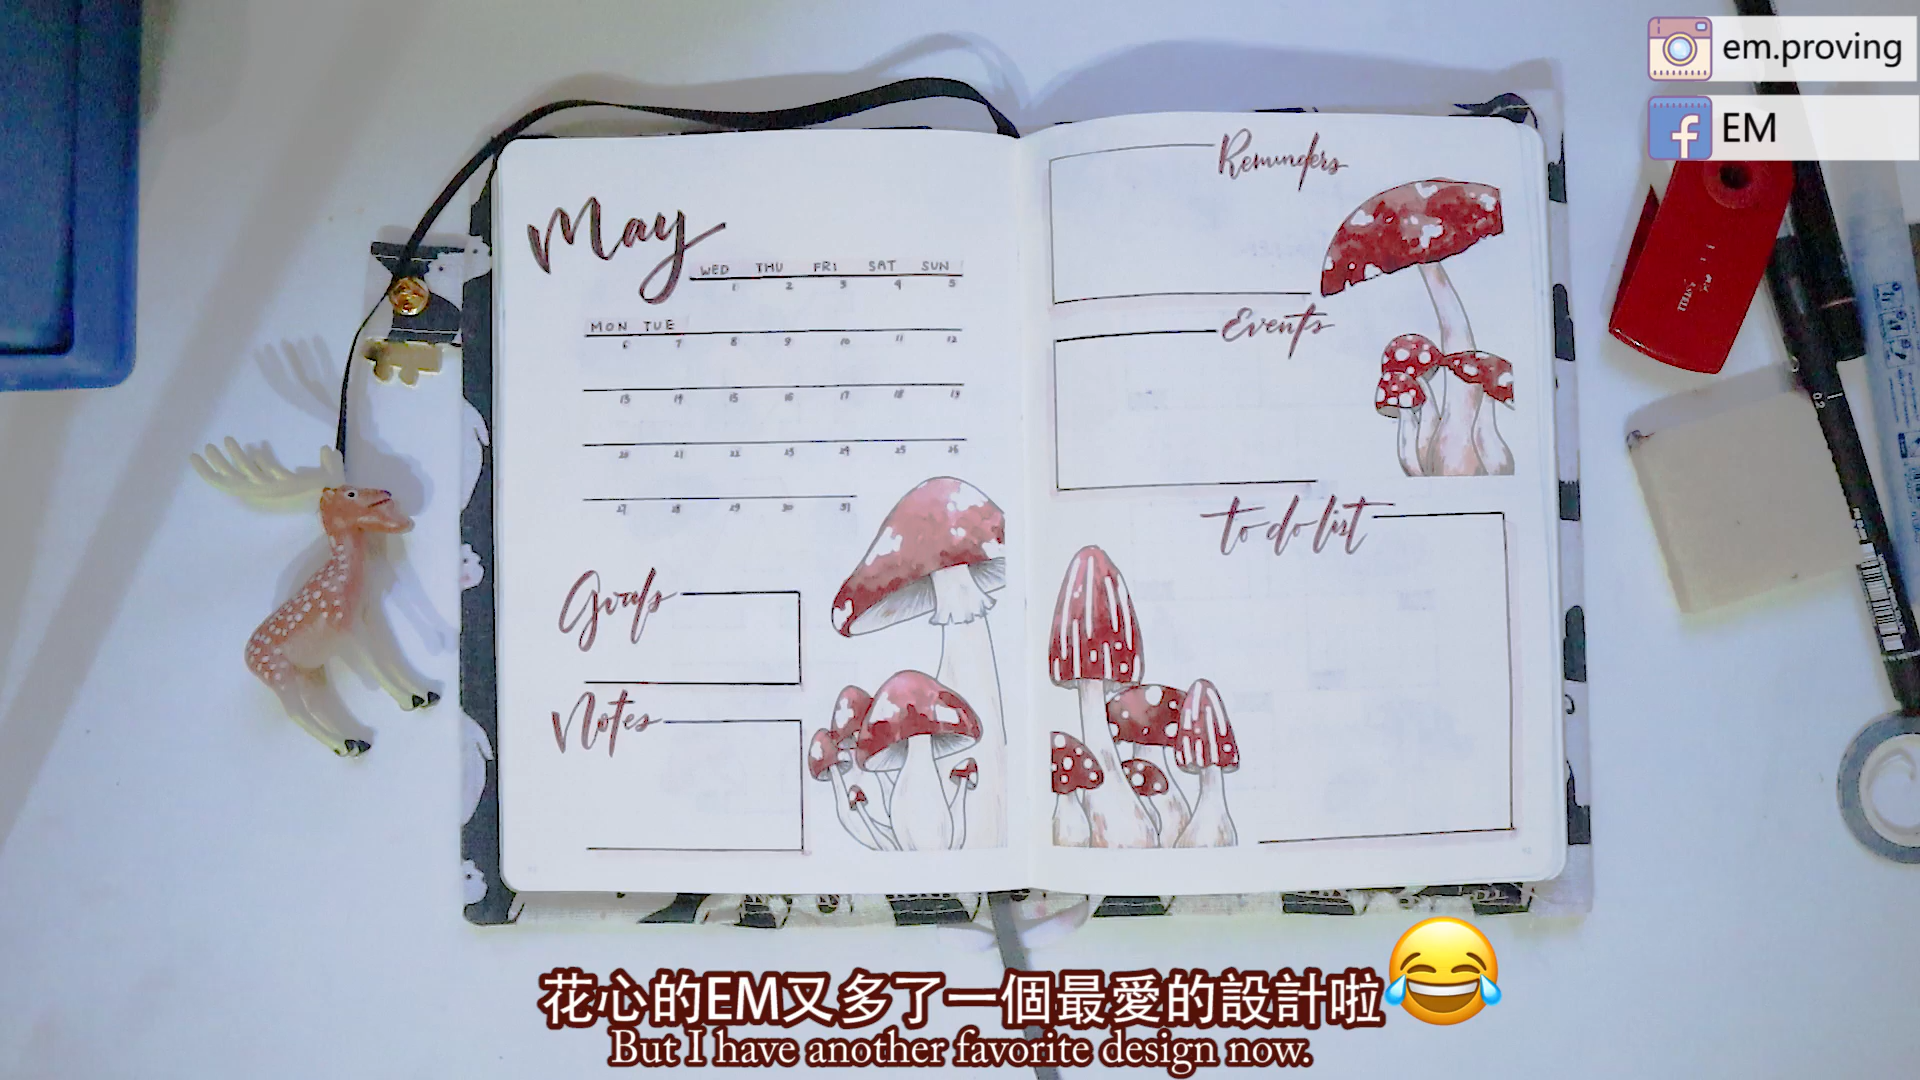 em.proving
EM
May
WED THU FRI SAT SUN
1 2 3 4 5
MON TUE
6 7 8 9 10 11 12
13 14 15 16 17 18 19
20 21 22 23 24 25 26
27 28 29 30 31
Goals
Notes
Reminders
Events
to do list
花心的EM又多了一個最愛的設計啦😂
But I have another favorite design now.